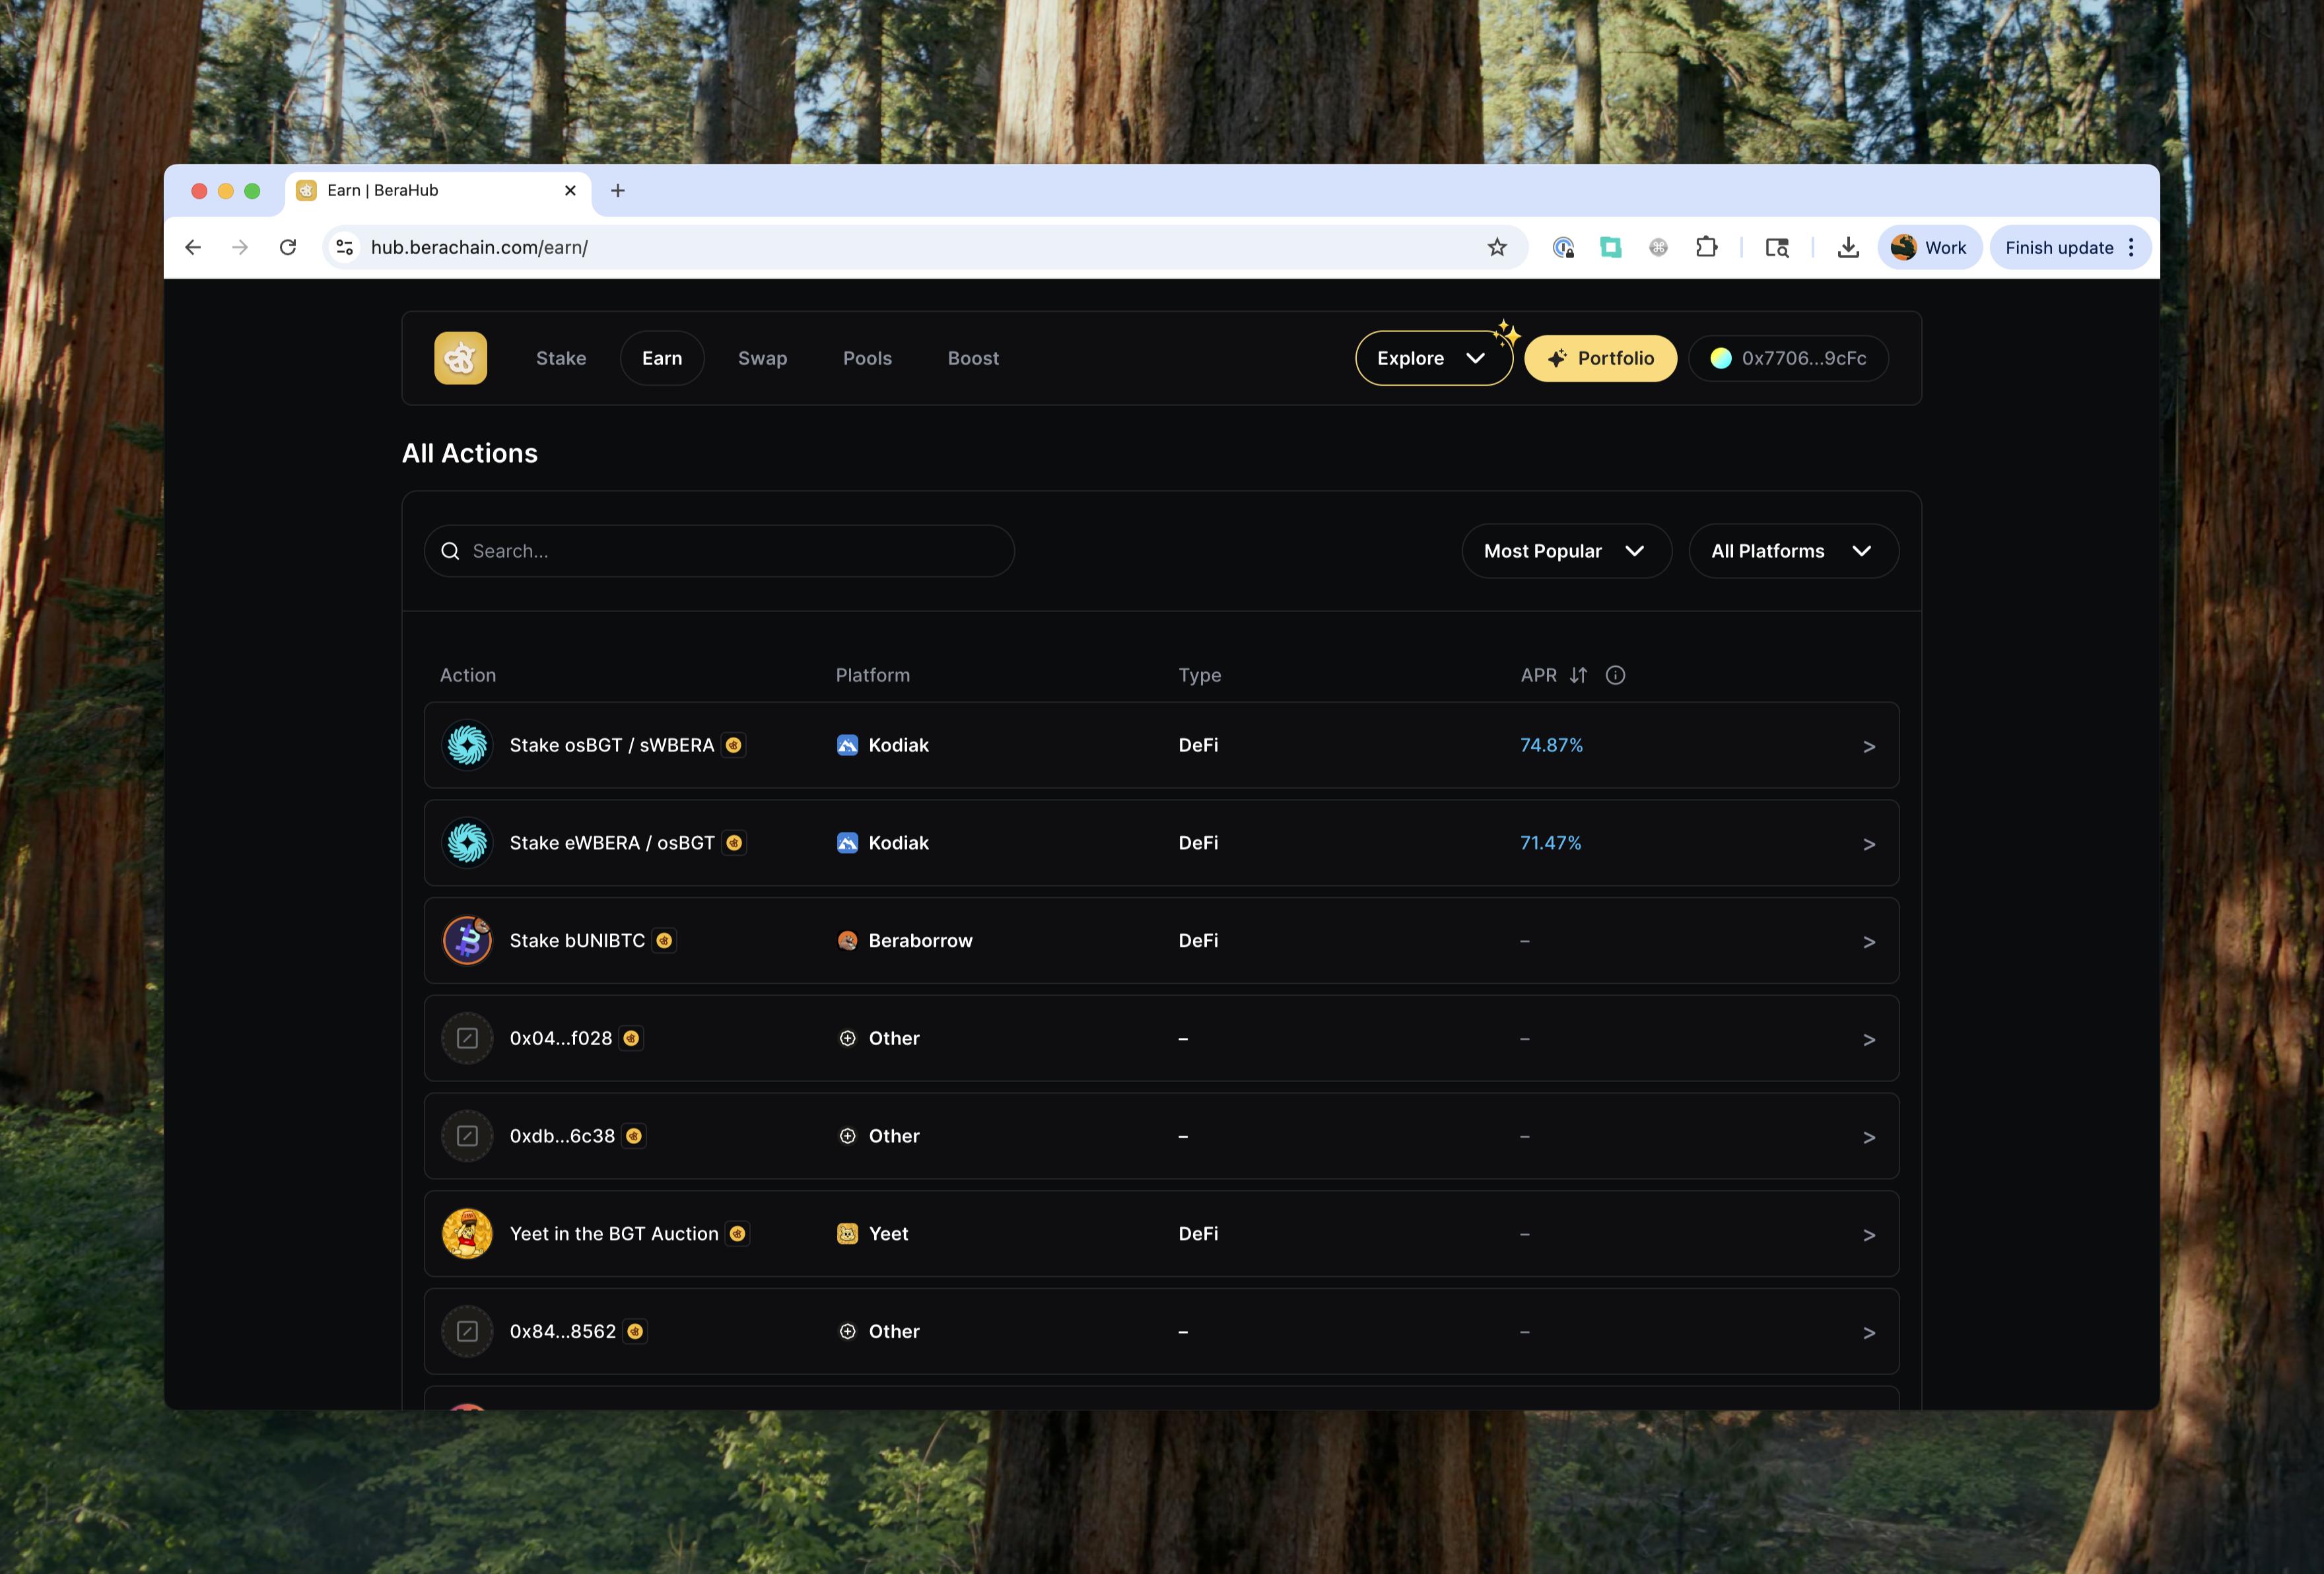 Earn | BeraHub
hub.berachain.com/earn/
Work
Finish update
Stake Earn Swap Pools Boost Explore Portfolio 0x7706...9cFc
All Actions
Search... Most Popular All Platforms
Action Platform Type APR
Stake osBGT / sWBERA Kodiak DeFi 74.87% >
Stake eWBERA / osBGT Kodiak DeFi 71.47% >
Stake bUNIBTC Beraborrow DeFi – >
0x04...f028 Other – – >
0xdb...6c38 Other – – >
Yeet in the BGT Auction Yeet DeFi – >
0x84...8562 Other – – >